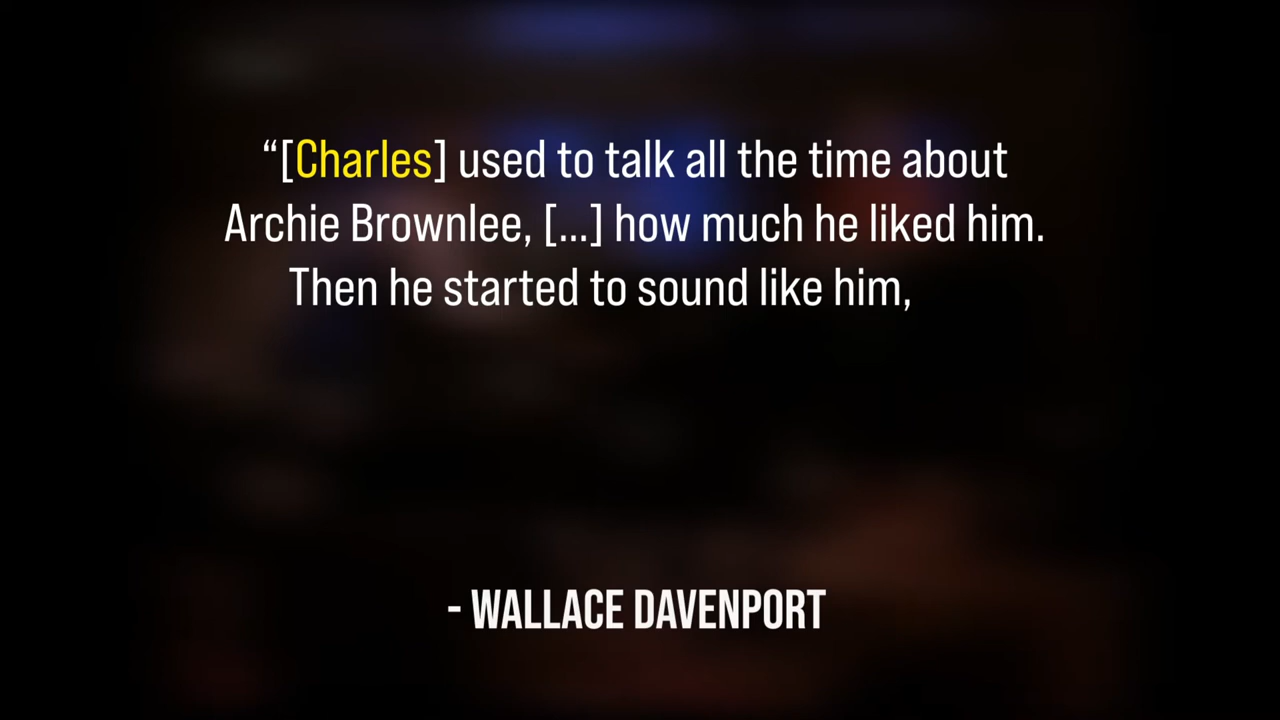 “[Charles] used to talk all the time about
Archie Brownlee, [...] how much he liked him.
Then he started to sound like him,
- WALLACE DAVENPORT